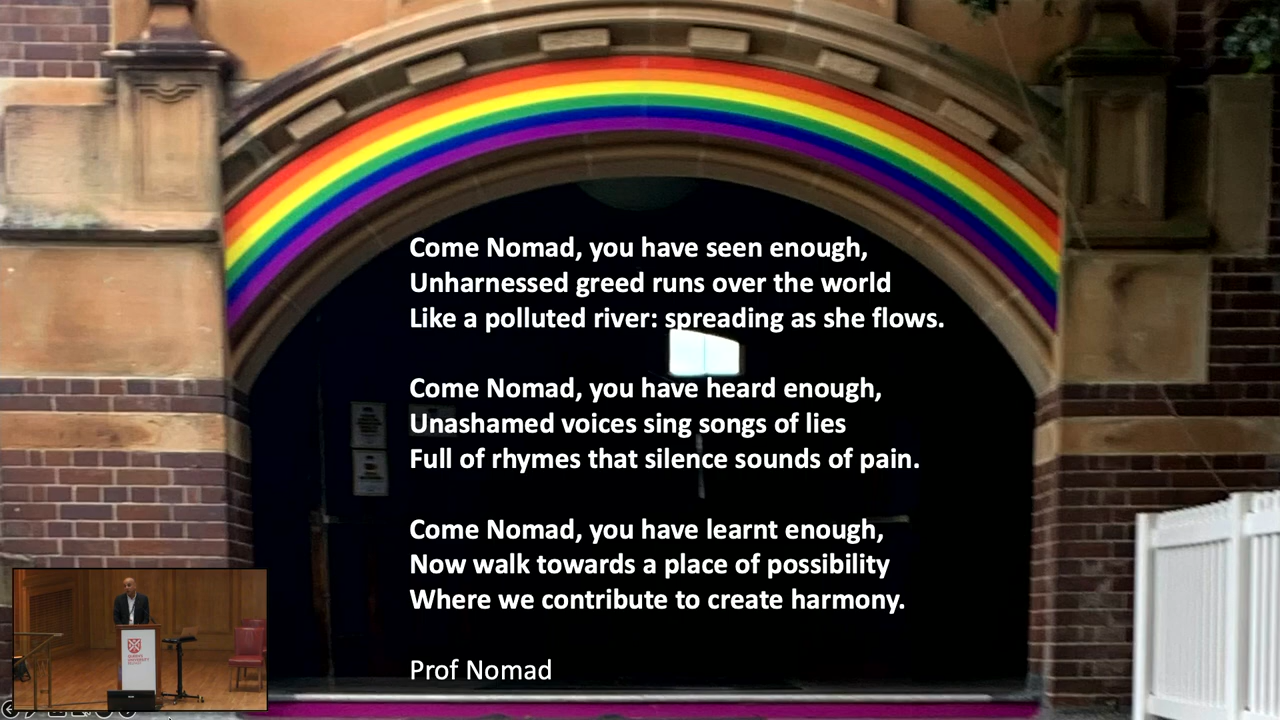 Come Nomad, you have seen enough,
Unharnessed greed runs over the world
Like a polluted river: spreading as she flows.
Come Nomad, you have heard enough,
Unashamed voices sing songs of lies
Full of rhymes that silence sounds of pain.
Come Nomad, you have learnt enough,
Now walk towards a place of possibility
Where we contribute to create harmony.
Prof Nomad